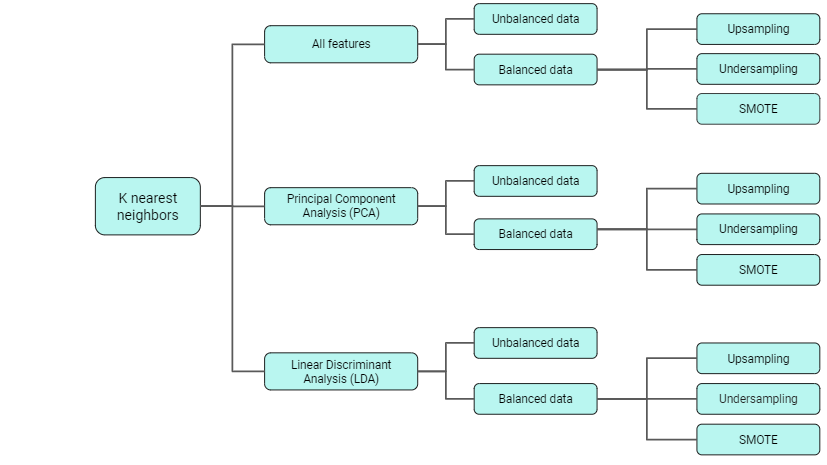 K nearest
neighbors
All features
Unbalanced data
Balanced data
Upsampling
Undersampling
SMOTE
Principal Component
Analysis (PCA)
Unbalanced data
Balanced data
Upsampling
Undersampling
SMOTE
Linear Discriminant
Analysis (LDA)
Unbalanced data
Balanced data
Upsampling
Undersampling
SMOTE